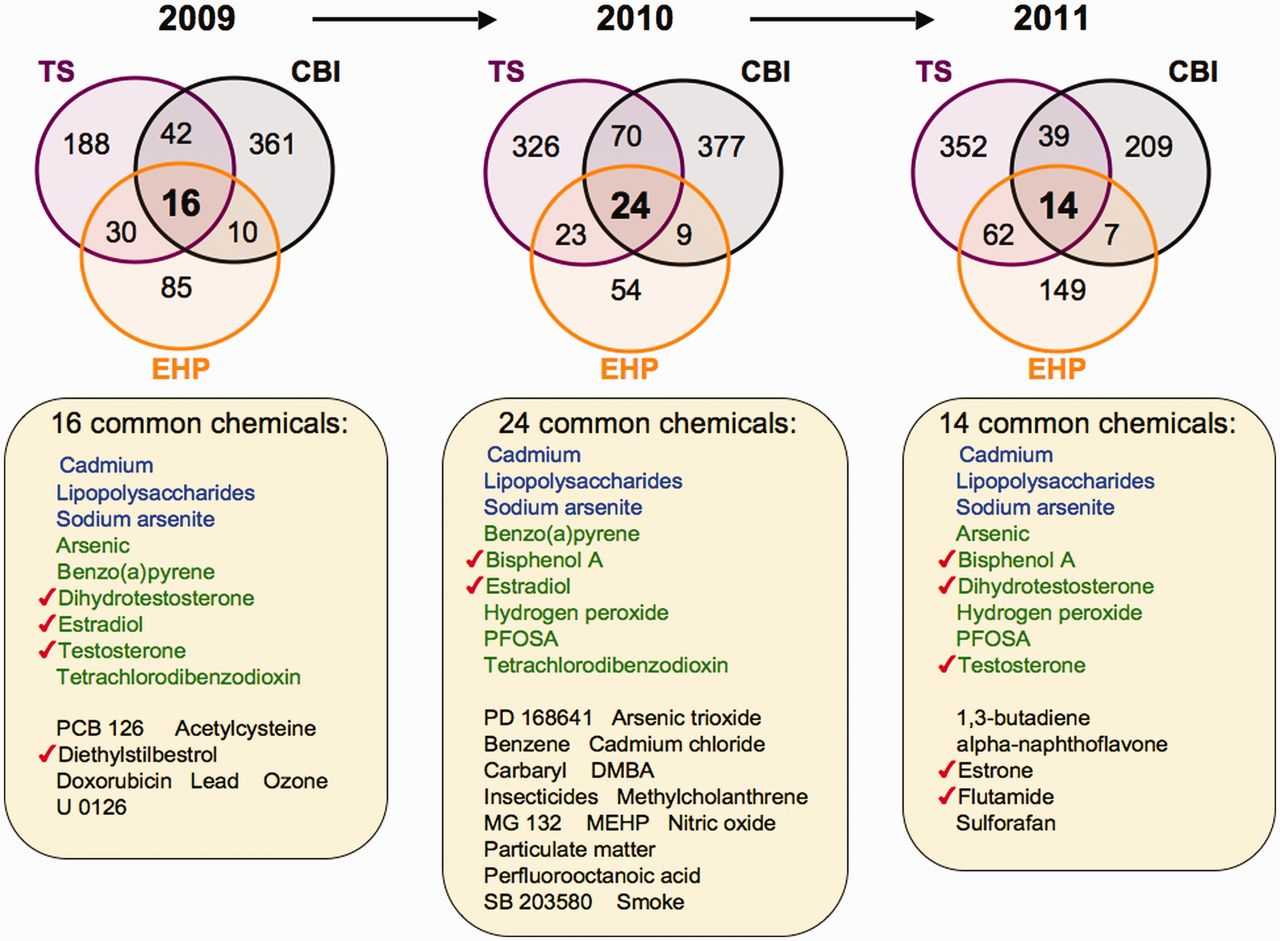 2009
2010
2011
TS
CBI
188
42
361
16
30
10
85
EHP
TS
CBI
326
70
377
24
23
9
54
EHP
TS
CBI
352
39
209
14
62
7
149
EHP
16 common chemicals:
Cadmium
Lipopolysaccharides
Sodium arsenite
Arsenic
Benzo(a)pyrene
✓Dihydrotestosterone
✓Estradiol
✓Testosterone
Tetrachlorodibenzodioxin
PCB 126 Acetylcysteine
✓Diethylstilbestrol
Doxorubicin Lead Ozone
U 0126
24 common chemicals:
Cadmium
Lipopolysaccharides
Sodium arsenite
Benzo(a)pyrene
✓Bisphenol A
✓Estradiol
Hydrogen peroxide
PFOSA
Tetrachlorodibenzodioxin
PD 168641 Arsenic trioxide
Benzene Cadmium chloride
Carbaryl DMBA
Insecticides Methylcholanthrene
MG 132 MEHP Nitric oxide
Particulate matter
Perfluorooctanoic acid
SB 203580 Smoke
14 common chemicals:
Cadmium
Lipopolysaccharides
Sodium arsenite
Arsenic
✓Bisphenol A
✓Dihydrotestosterone
Hydrogen peroxide
PFOSA
✓Testosterone
1,3-butadiene
alpha-naphthoflavone
✓Estrone
✓Flutamide
Sulforafan